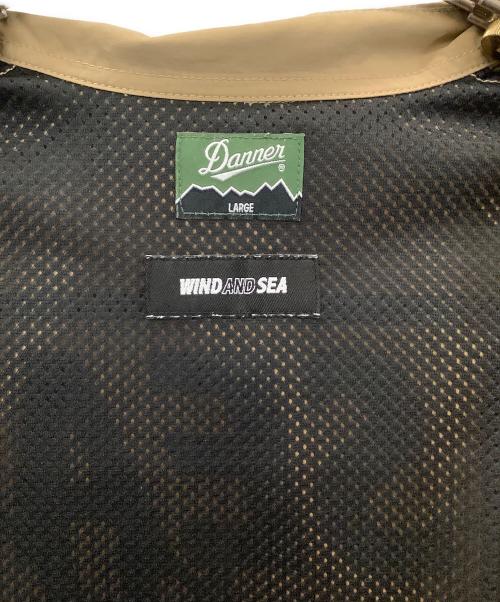 Danner®
LARGE
WIND AND SEA